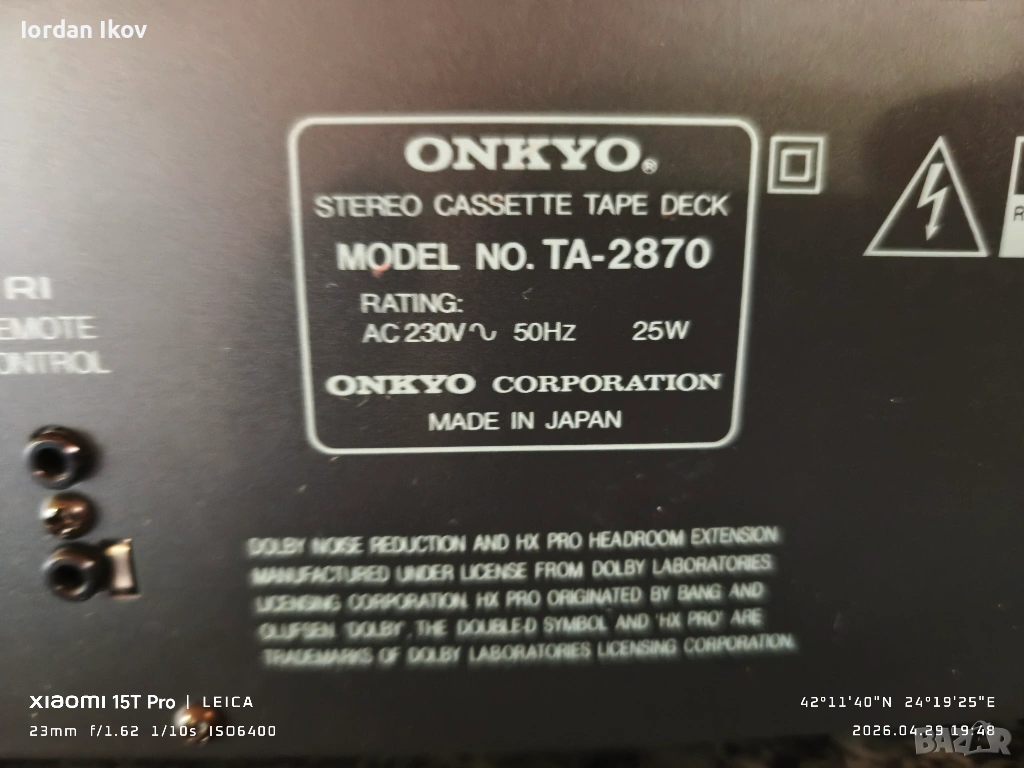 Iordan Ikov
ONKYO®
STEREO CASSETTE TAPE DECK
MODEL NO. TA-2870
RATING:
AC 230V ∿ 50Hz 25W
ONKYO CORPORATION
MADE IN JAPAN
RI
EMOTE
ONTROL
R
DOLBY NOISE REDUCTION AND HX PRO HEADROOM EXTENSION
MANUFACTURED UNDER LICENSE FROM DOLBY LABORATORIES
LICENSING CORPORATION. HX PRO ORIGINATED BY BANG AND
OLUFSEN. 'DOLBY', THE DOUBLE-D SYMBOL AND 'HX PRO' ARE
TRADEMARKS OF DOLBY LABORATORIES LICENSING CORPORATION.
XIAOMI 15T Pro | LEICA
23mm f/1.62 1/10s ISO6400
42°11'40"N 24°19'25"E
2026.04.29 19:48
BAZAR